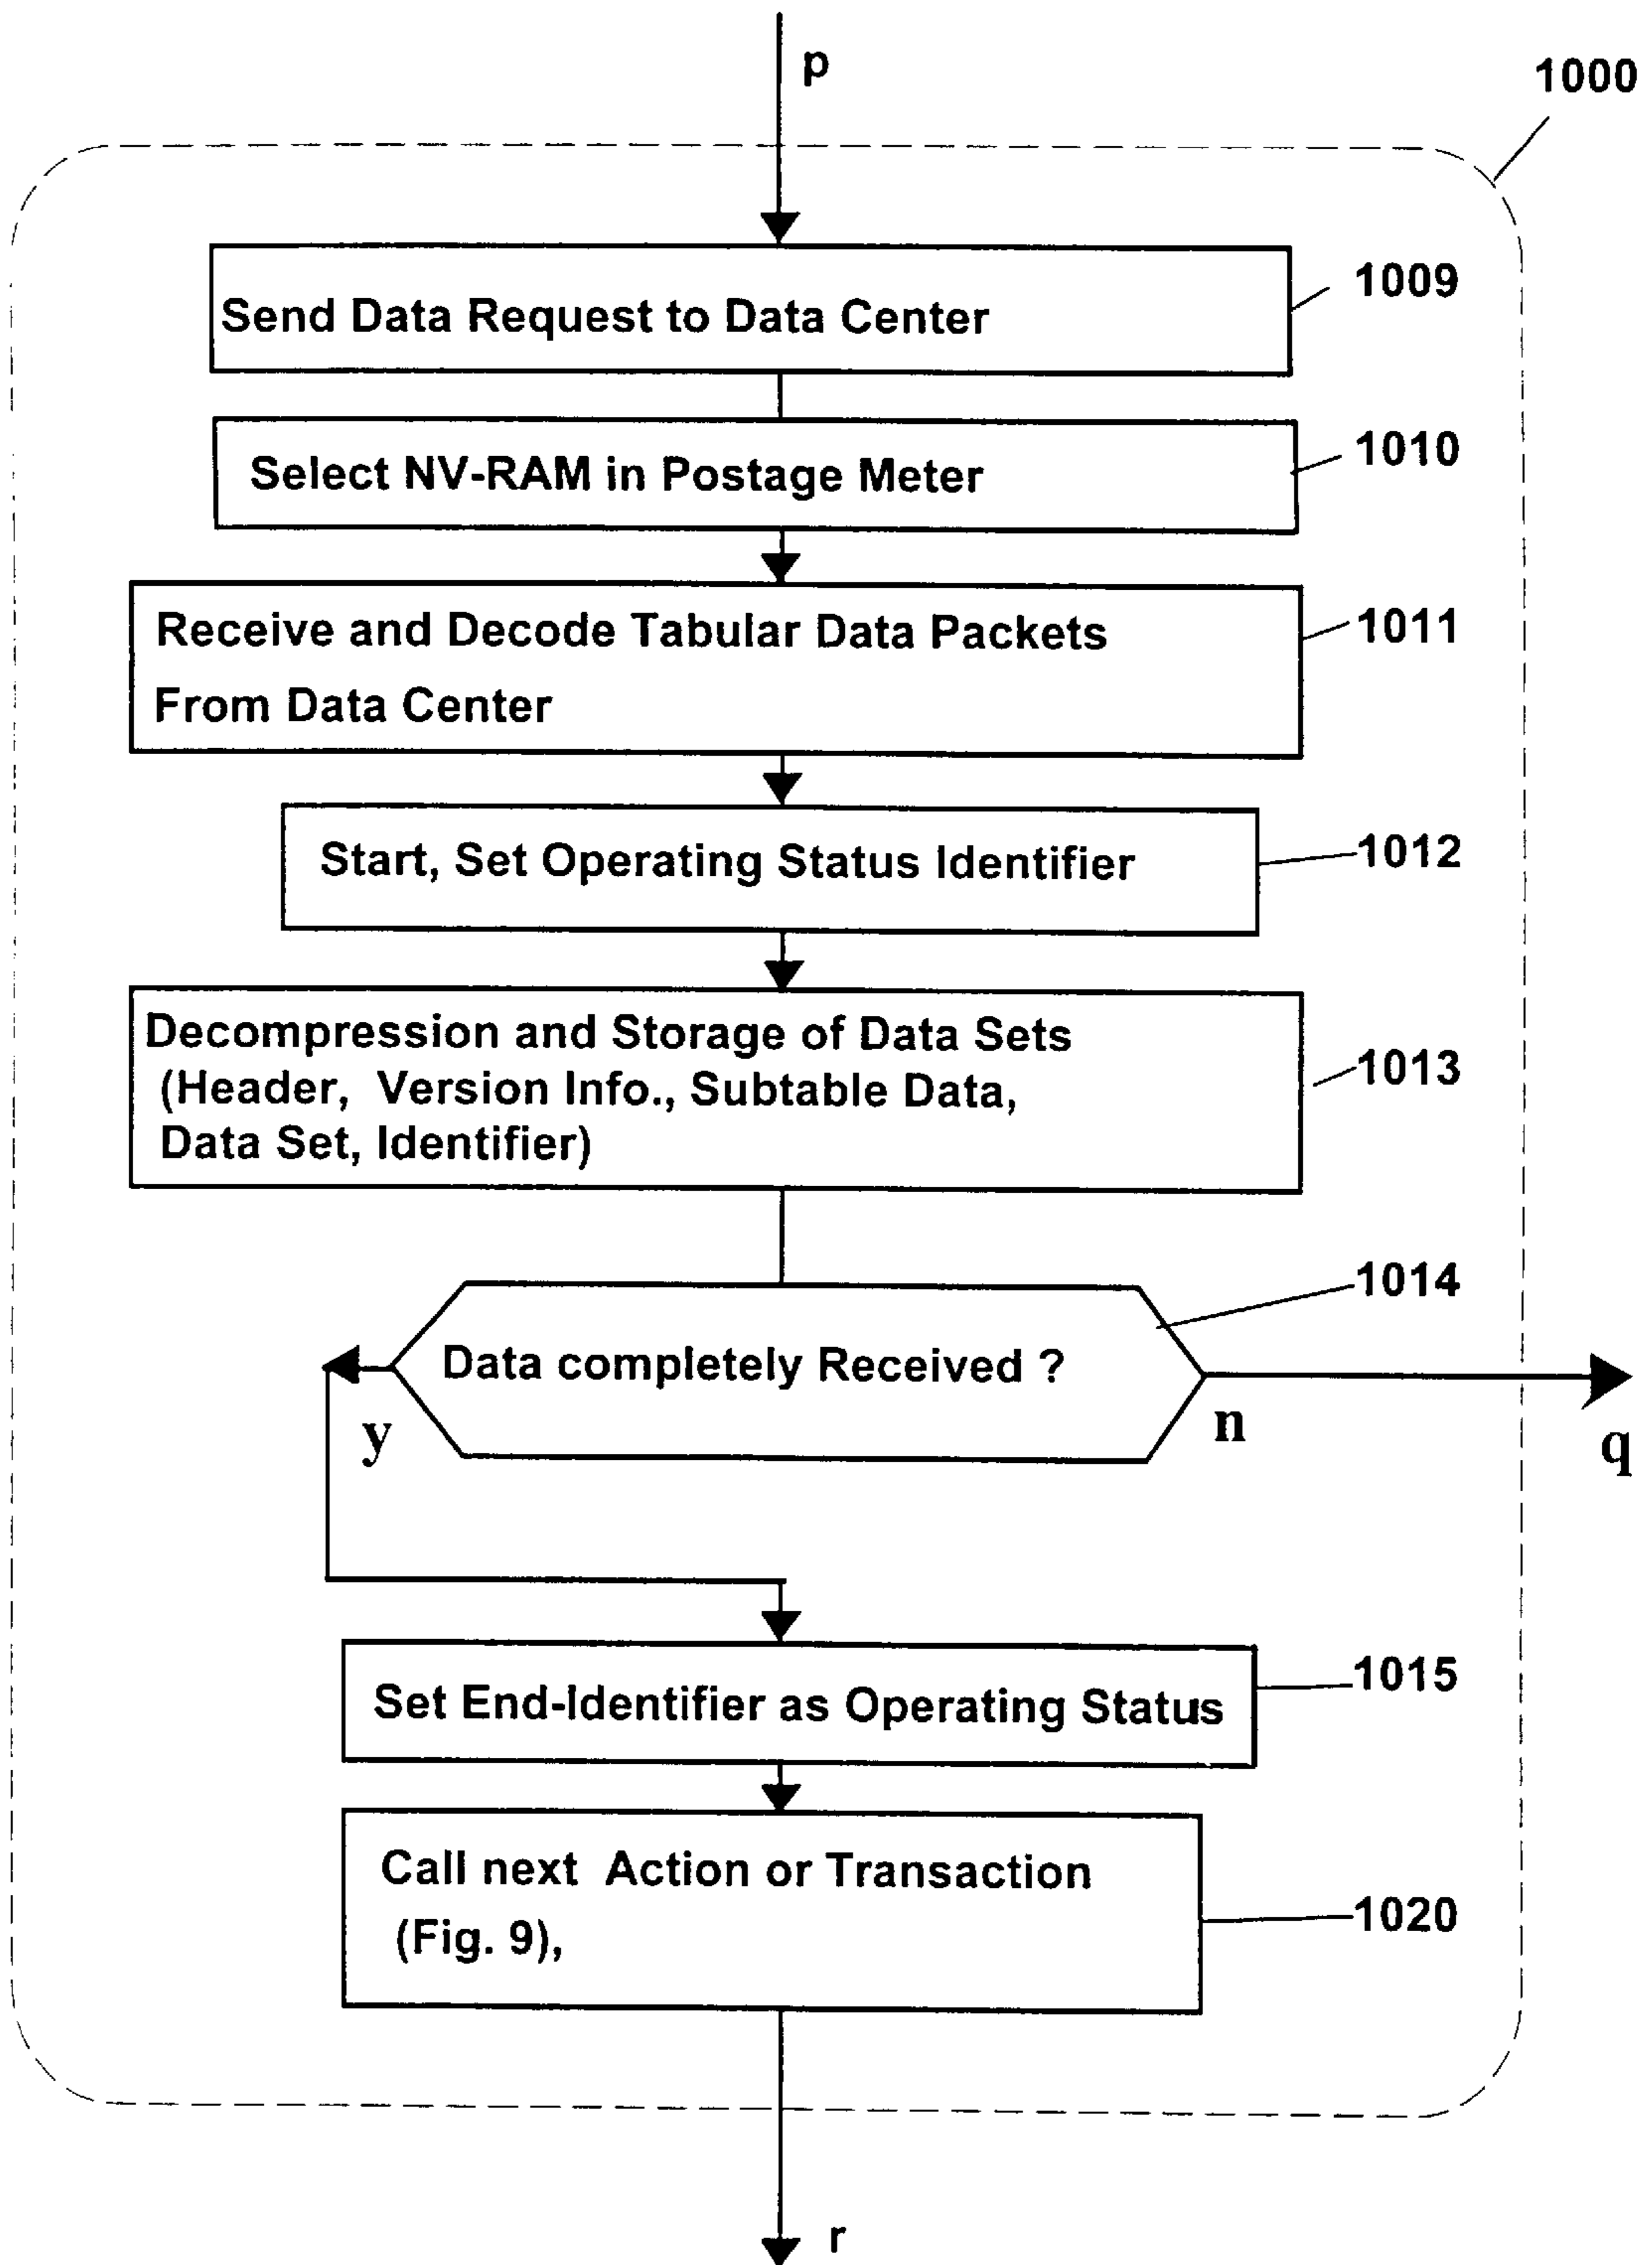 p
1000
Send Data Request to Data Center
1009
Select NV-RAM in Postage Meter
1010
Receive and Decode Tabular Data Packets
From Data Center
1011
Start, Set Operating Status Identifier
1012
Decompression and Storage of Data Sets
(Header, Version Info., Subtable Data,
Data Set, Identifier)
1013
1014
Data completely Received ?
y
n
q
Set End-Identifier as Operating Status
1015
Call next Action or Transaction
(Fig. 9),
1020
r